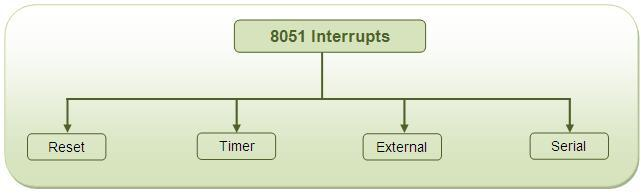 8051 Interrupts
Reset
Timer
External
Serial